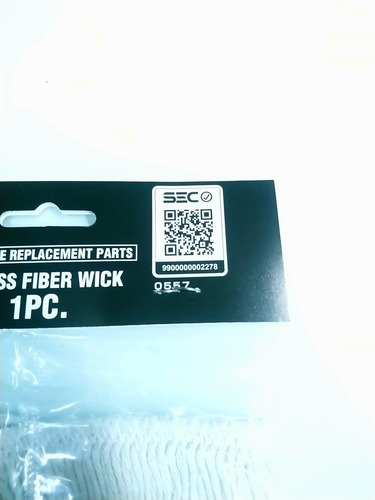 SEC
E REPLACEMENT PARTS
9900000002278
SS FIBER WICK
0557
1PC.